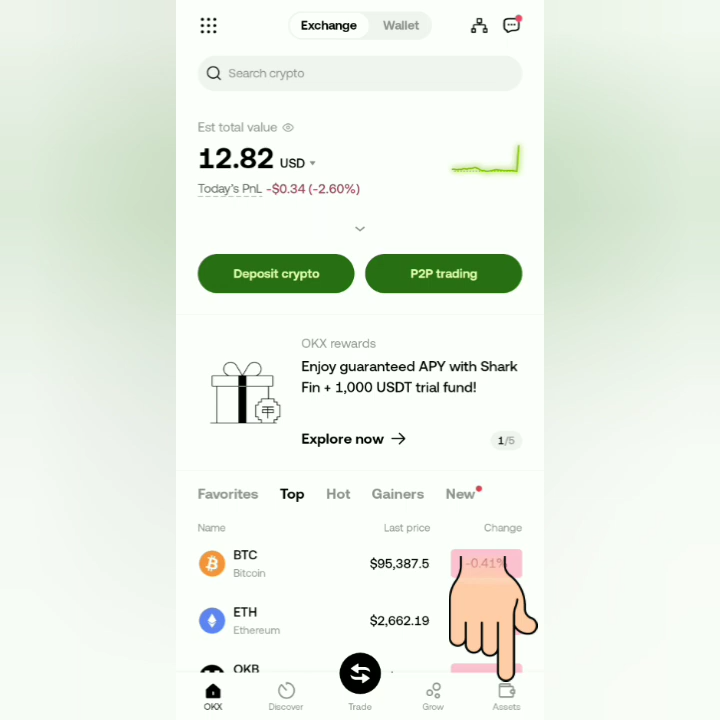 Exchange
Wallet
Search crypto
Est total value
12.82 USD
Today's PnL -$0.34 (-2.60%)
Deposit crypto
P2P trading
OKX rewards
Enjoy guaranteed APY with Shark
Fin + 1,000 USDT trial fund!
Explore now
1/5
Favorites Top Hot Gainers New
Name Last price Change
BTC
Bitcoin
$95,387.5
-0.41%
ETH
Ethereum
$2,662.19
OKB
OKX Discover Trade Grow Assets